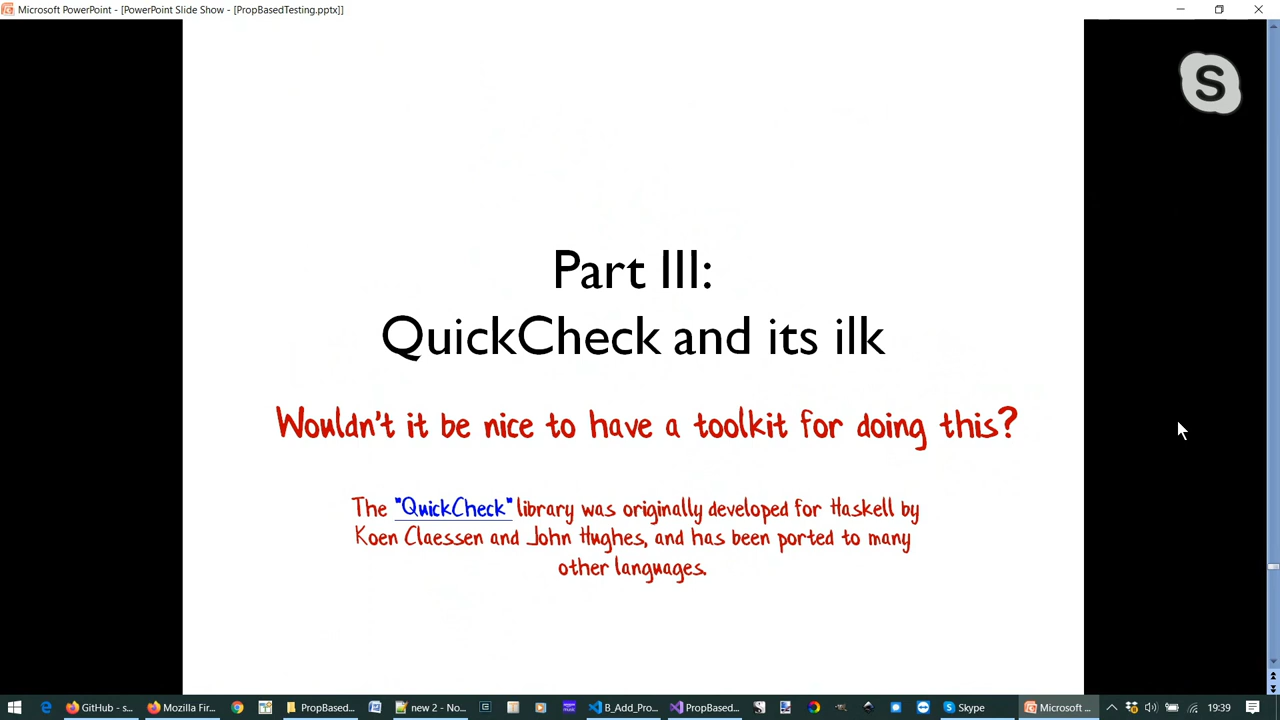 Microsoft PowerPoint - [PowerPoint Slide Show - [PropBasedTesting.pptx]]
S
Part III:
QuickCheck and its ilk
Wouldn't it be nice to have a toolkit for doing this?
The "QuickCheck" library was originally developed for Haskell by
Koen Claessen and John Hughes, and has been ported to many
other languages.
GitHub - s... Mozilla Fir... PropBased... new 2 - No... B_Add_Pro... PropBased... Skype Microsoft ... 19:39